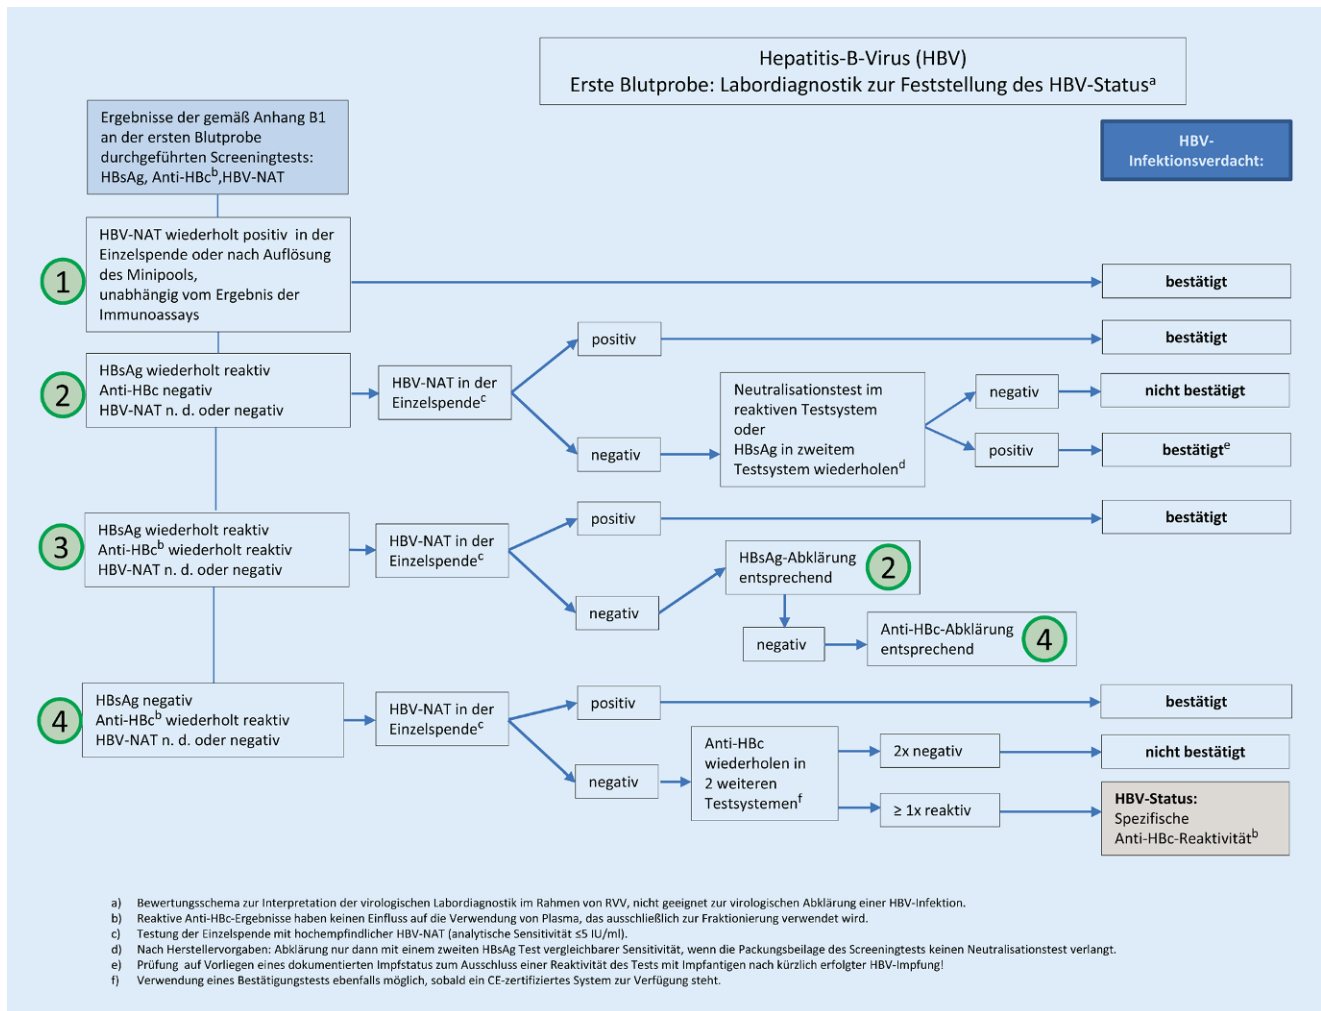 Hepatitis-B-Virus (HBV)
Erste Blutprobe: Labordiagnostik zur Feststellung des HBV-Statusᵃ
Ergebnisse der gemäß Anhang B1
an der ersten Blutprobe
durchgeführten Screeningtests:
HBsAg, Anti-HBcᵇ,HBV-NAT
HBV-
Infektionsverdacht:
1
HBV-NAT wiederholt positiv in der
Einzelspende oder nach Auflösung
des Minipools,
unabhängig vom Ergebnis der
Immunoassays
bestätigt
2
HBsAg wiederholt reaktiv
Anti-HBc negativ
HBV-NAT n. d. oder negativ
HBV-NAT in der
Einzelspendeᶜ
positiv
bestätigt
negativ
Neutralisationstest im
reaktiven Testsystem
oder
HBsAg in zweitem
Testsystem wiederholenᵈ
negativ
nicht bestätigt
positiv
bestätigtᵉ
3
HBsAg wiederholt reaktiv
Anti-HBcᵇ wiederholt reaktiv
HBV-NAT n. d. oder negativ
HBV-NAT in der
Einzelspendeᶜ
positiv
bestätigt
negativ
HBsAg-Abklärung
entsprechend
2
negativ
Anti-HBc-Abklärung
entsprechend
4
4
HBsAg negativ
Anti-HBcᵇ wiederholt reaktiv
HBV-NAT n. d. oder negativ
HBV-NAT in der
Einzelspendeᶜ
positiv
bestätigt
negativ
Anti-HBc
wiederholen in
2 weiteren
Testsystemenᶠ
2x negativ
nicht bestätigt
≥ 1x reaktiv
HBV-Status:
Spezifische
Anti-HBc-Reaktivitätᵇ
a) Bewertungsschema zur Interpretation der virologischen Labordiagnostik im Rahmen von RVV, nicht geeignet zur virologischen Abklärung einer HBV-Infektion.
b) Reaktive Anti-HBc-Ergebnisse haben keinen Einfluss auf die Verwendung von Plasma, das ausschließlich zur Fraktionierung verwendet wird.
c) Testung der Einzelspende mit hochempfindlicher HBV-NAT (analytische Sensitivität ≤5 IU/ml).
d) Nach Herstellervorgaben: Abklärung nur dann mit einem zweiten HBsAg Test vergleichbarer Sensitivität, wenn die Packungsbeilage des Screeningtests keinen Neutralisationstest verlangt.
e) Prüfung auf Vorliegen eines dokumentierten Impfstatus zum Ausschluss einer Reaktivität des Tests mit Impfantigen nach kürzlich erfolgter HBV-Impfung!
f) Verwendung eines Bestätigungstests ebenfalls möglich, sobald ein CE-zertifiziertes System zur Verfügung steht.